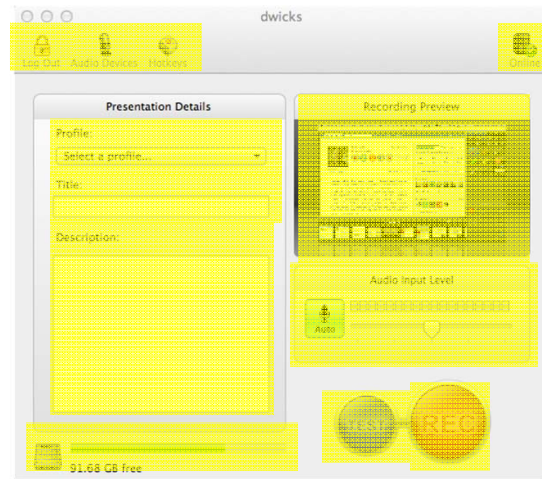 dwicks
Log Out Audio Devices Hotkeys Online
Presentation Details
Profile:
Select a profile...
Title:
Description:
Recording Preview
Audio Input Level
Auto
TEST REC
91.68 GB free